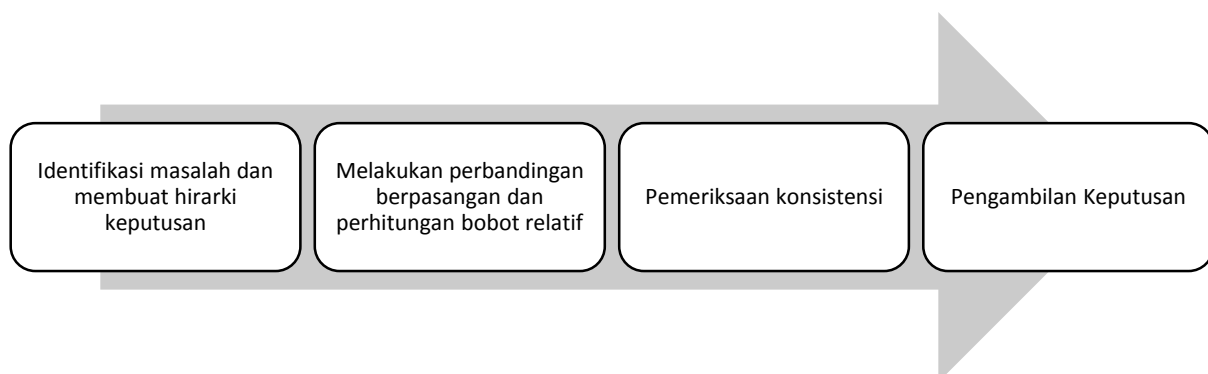 Identifikasi masalah dan
membuat hirarki
keputusan
Melakukan perbandingan
berpasangan dan
perhitungan bobot relatif
Pemeriksaan konsistensi
Pengambilan Keputusan